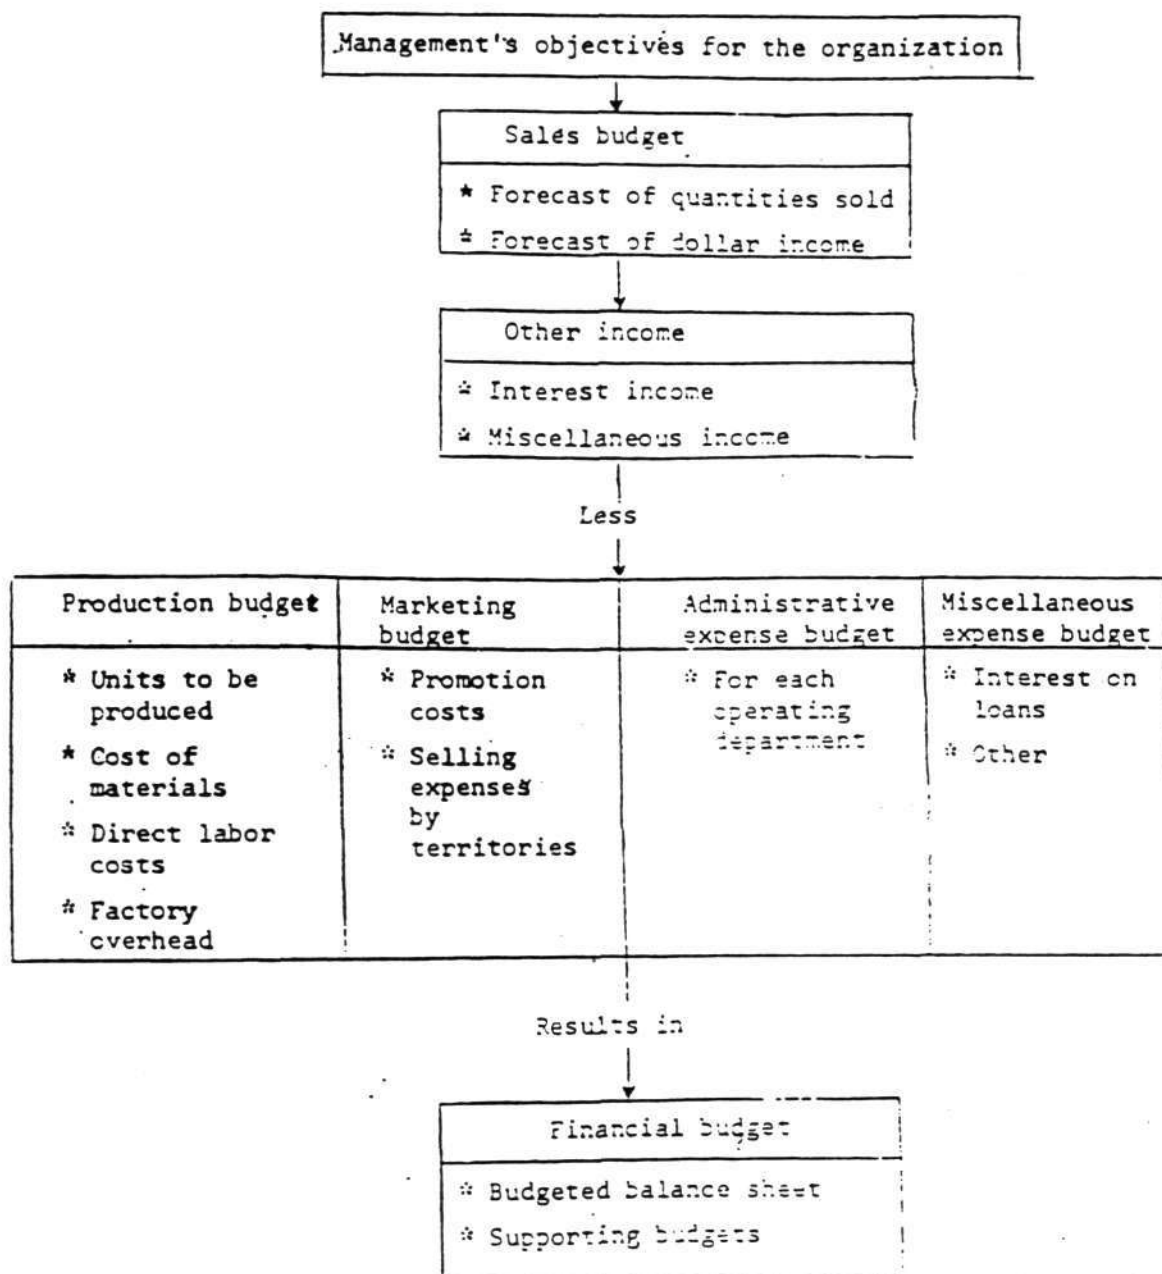 Management's objectives for the organization
Sales budget
* Forecast of quantities sold
* Forecast of dollar income
Other income
* Interest income
* Miscellaneous income
Less
Production budget
* Units to be
produced
* Cost of
materials
* Direct labor
costs
* Factory
overhead
Marketing
budget
* Promotion
costs
* Selling
expenses
by
territories
Administrative
expense budget
* For each
operating
department
Miscellaneous
expense budget
* Interest on
loans
* Other
Results in
Financial budget
* Budgeted balance sheet
* Supporting budgets